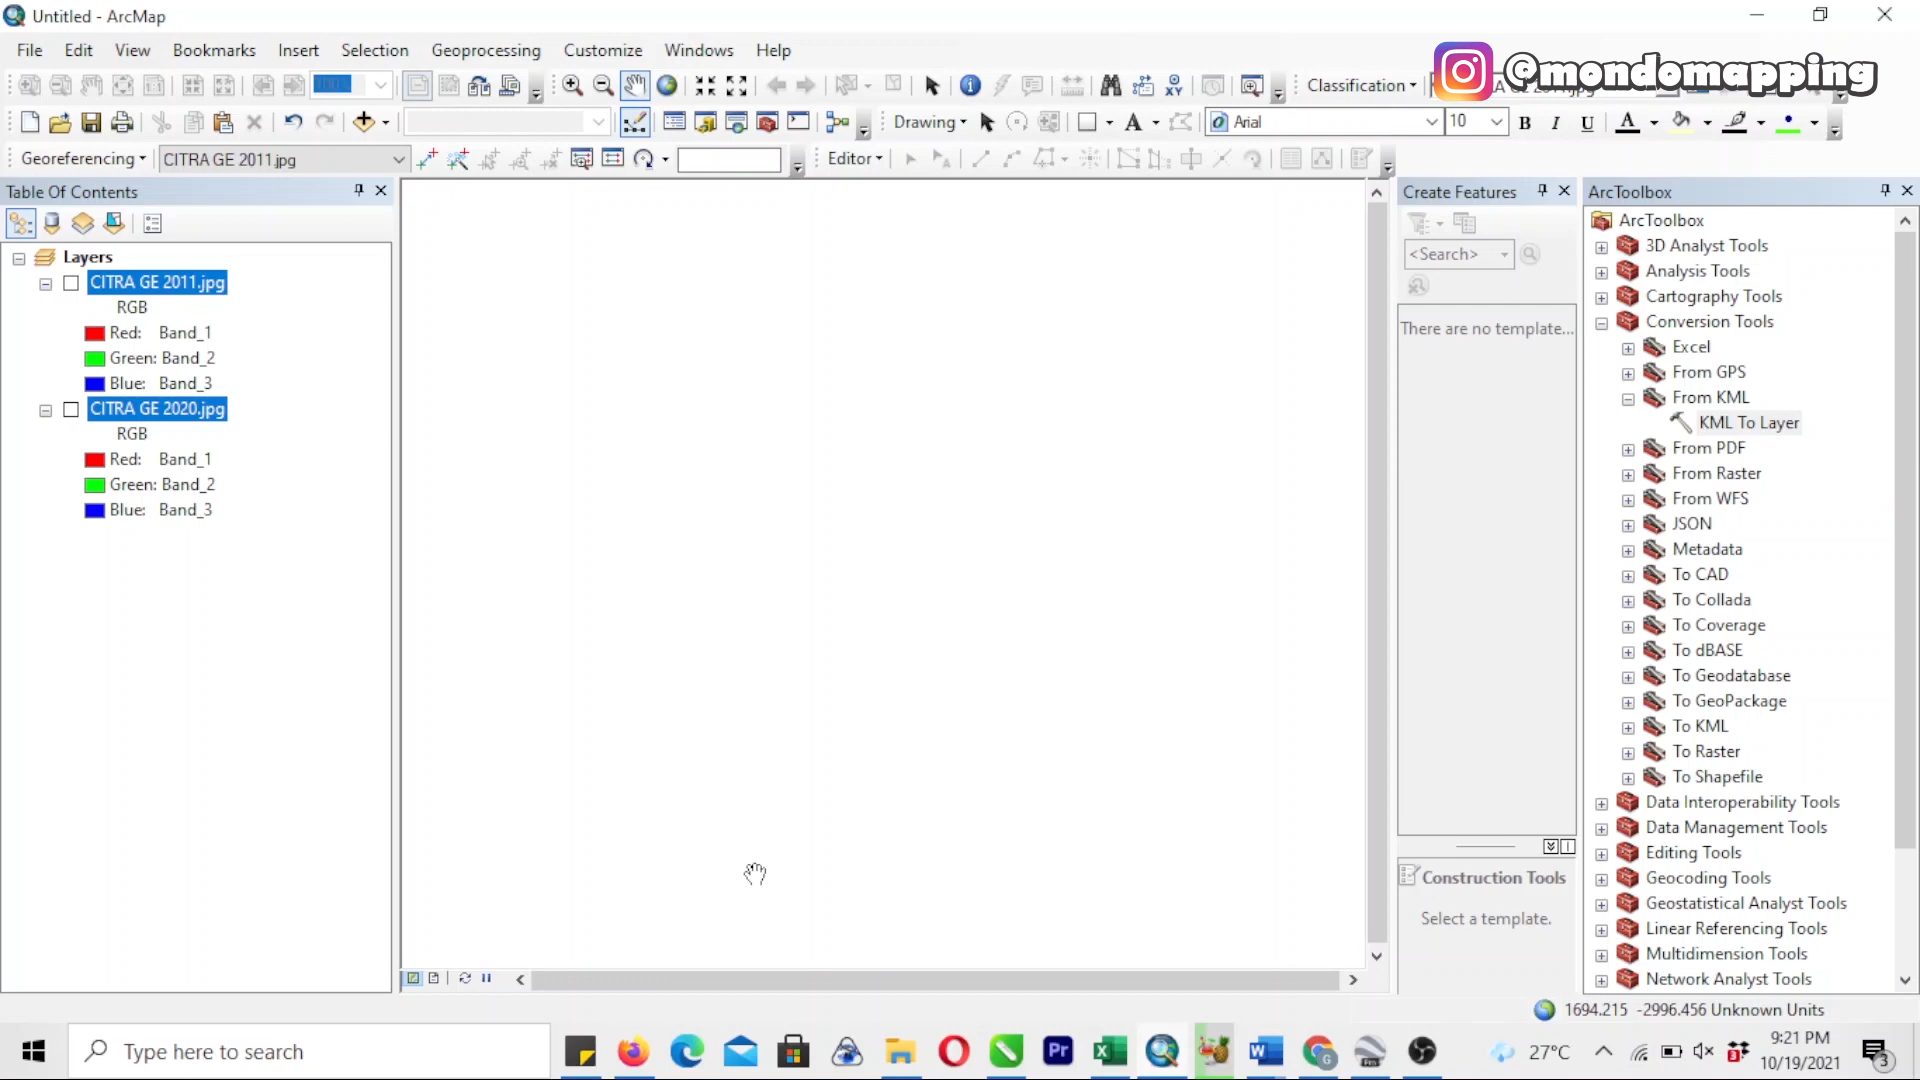 Untitled - ArcMap
File Edit View Bookmarks Insert Selection Geoprocessing Customize Windows Help
@mondomapping
Classification
100%
Drawing Arial 10 B I U A
Georeferencing CITRA GE 2011.jpg Editor
Table Of Contents
Create Features
ArcToolbox
Layers
CITRA GE 2011.jpg
RGB
Red: Band_1
Green: Band_2
Blue: Band_3
CITRA GE 2020.jpg
RGB
Red: Band_1
Green: Band_2
Blue: Band_3
<Search>
There are no template...
Construction Tools
Select a template.
ArcToolbox
3D Analyst Tools
Analysis Tools
Cartography Tools
Conversion Tools
Excel
From GPS
From KML
KML To Layer
From PDF
From Raster
From WFS
JSON
Metadata
To CAD
To Collada
To Coverage
To dBASE
To Geodatabase
To GeoPackage
To KML
To Raster
To Shapefile
Data Interoperability Tools
Data Management Tools
Editing Tools
Geocoding Tools
Geostatistical Analyst Tools
Linear Referencing Tools
Multidimension Tools
Network Analyst Tools
1694.215 -2996.456 Unknown Units
Type here to search
Pr
27°C
9:21 PM
10/19/2021
3